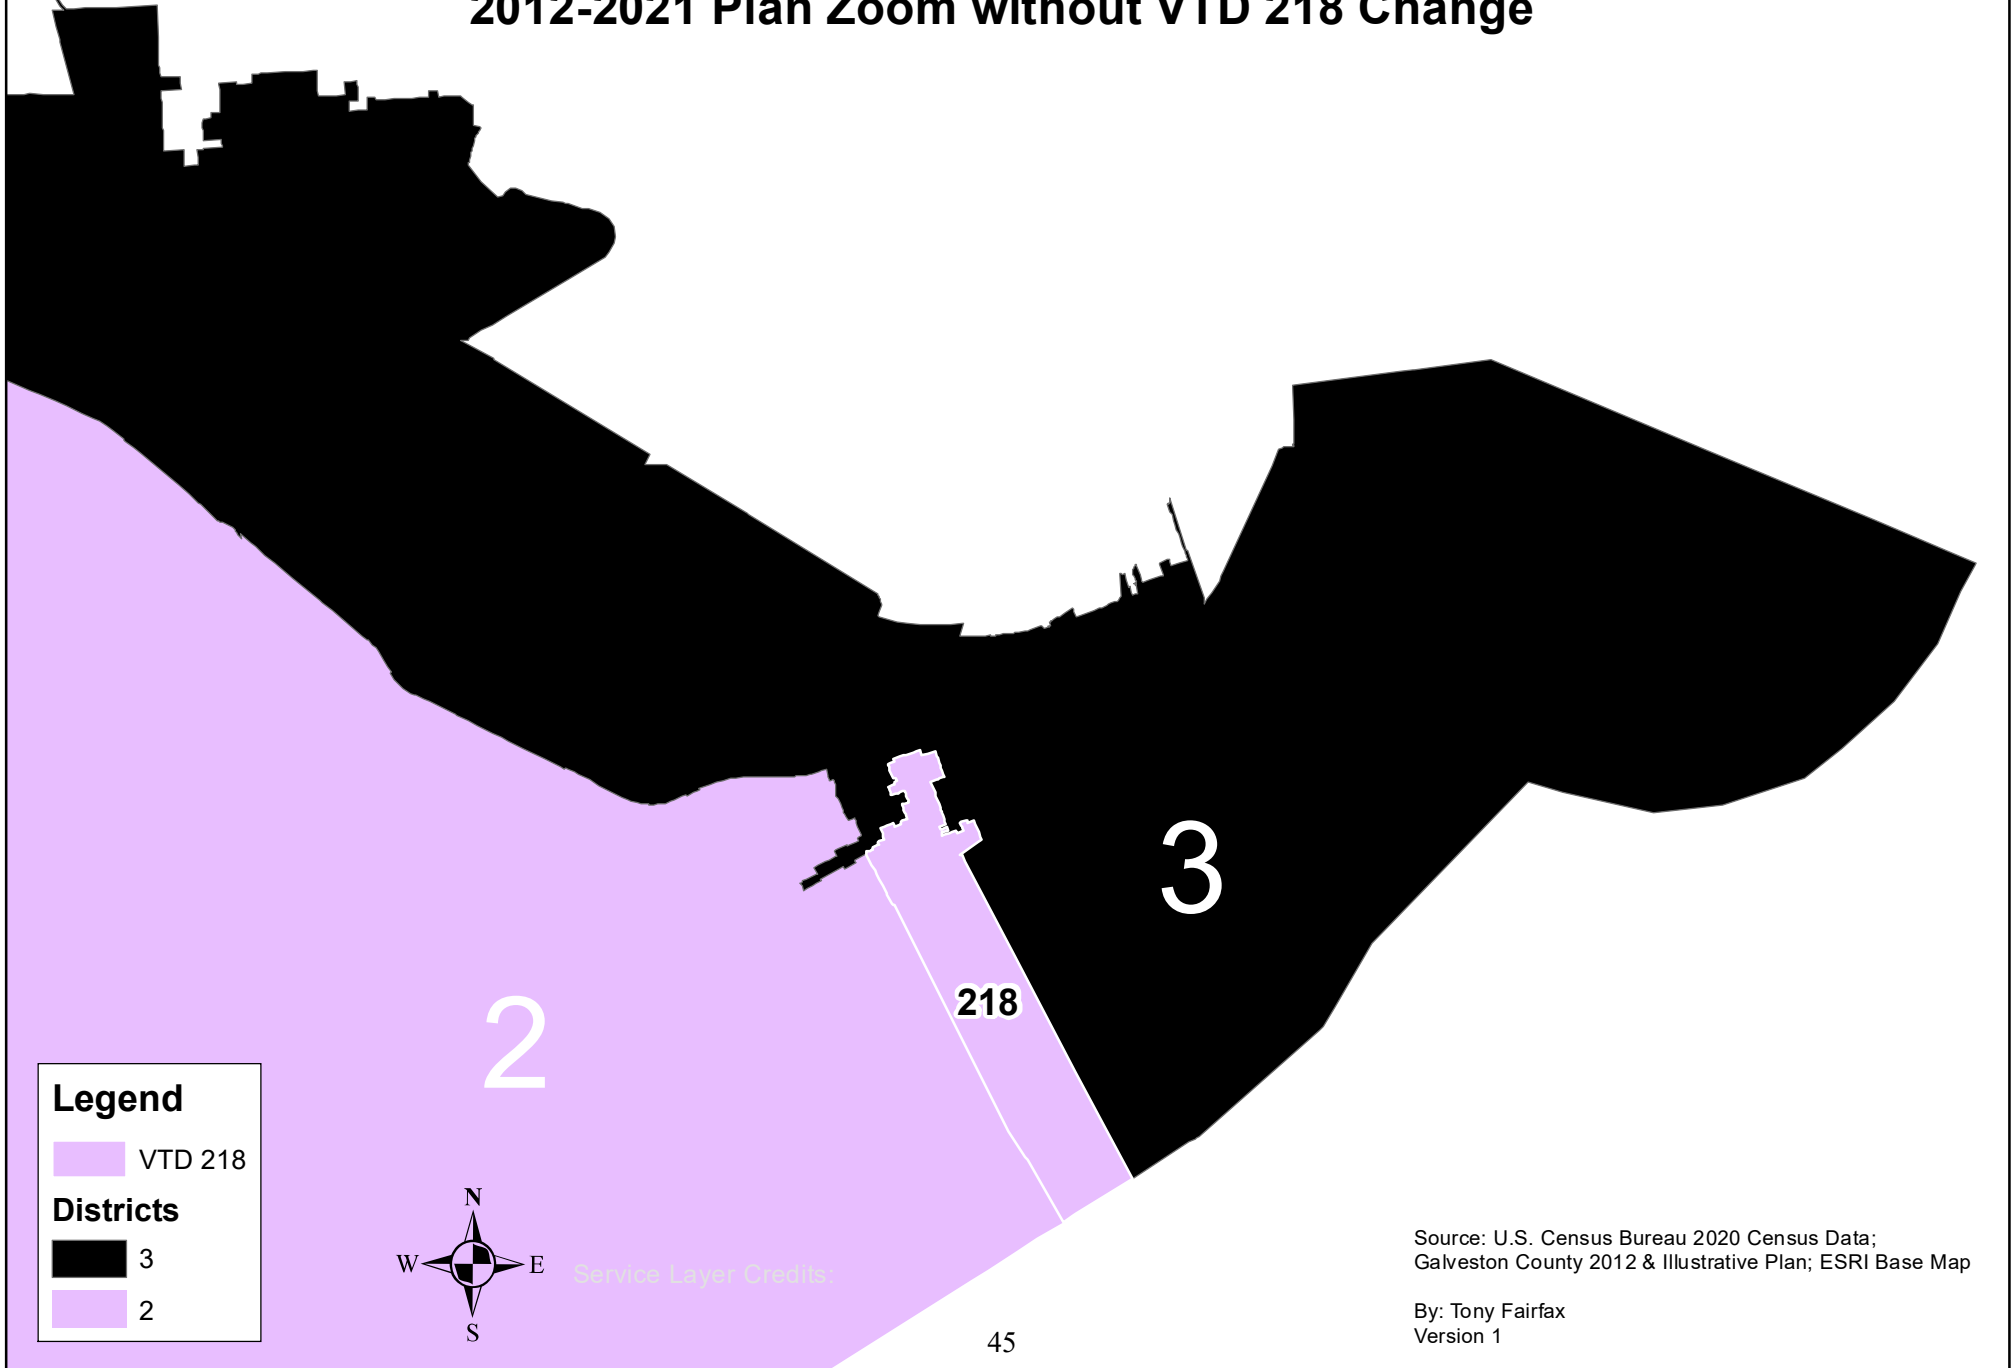 2012-2021 Plan Zoom without VTD 218 Change
3
218
2
Legend
VTD 218
Districts
3
2
N
W E
S
Service Layer Credits:
Source: U.S. Census Bureau 2020 Census Data;
Galveston County 2012 & Illustrative Plan; ESRI Base Map
By: Tony Fairfax
Version 1
45